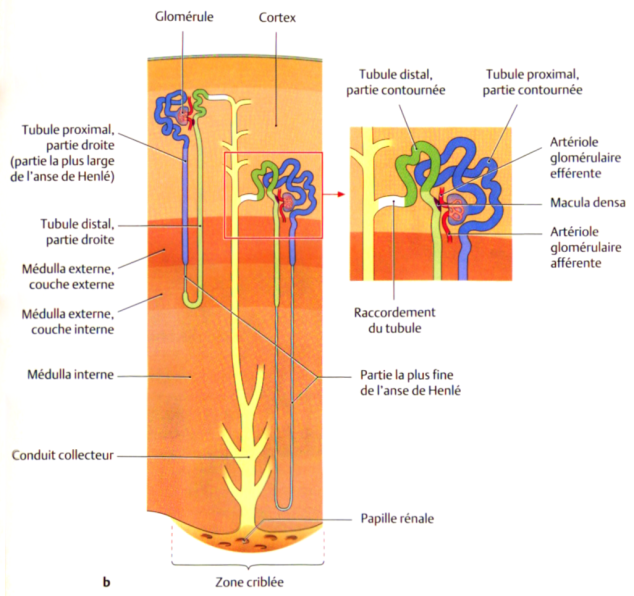 Glomérule
Cortex
Tubule proximal,
partie droite
(partie la plus large
de l'anse de Henlé)
Tubule distal,
partie droite
Médulla externe,
couche externe
Médulla externe,
couche interne
Médulla interne
Conduit collecteur
Tubule distal,
partie contournée
Tubule proximal,
partie contournée
Artériole
glomérulaire
efférente
Macula densa
Artériole
glomérulaire
afférente
Raccordement
du tubule
Partie la plus fine
de l'anse de Henlé
Papille rénale
b
Zone criblée